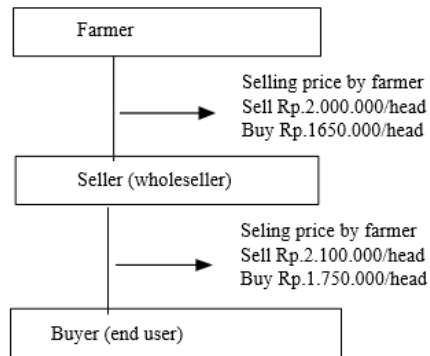 Farmer
Selling price by farmer
Sell Rp.2.000.000/head
Buy Rp.1650.000/head
Seller (wholeseller)
Seling price by farmer
Sell Rp.2.100.000/head
Buy Rp.1.750.000/head
Buyer (end user)